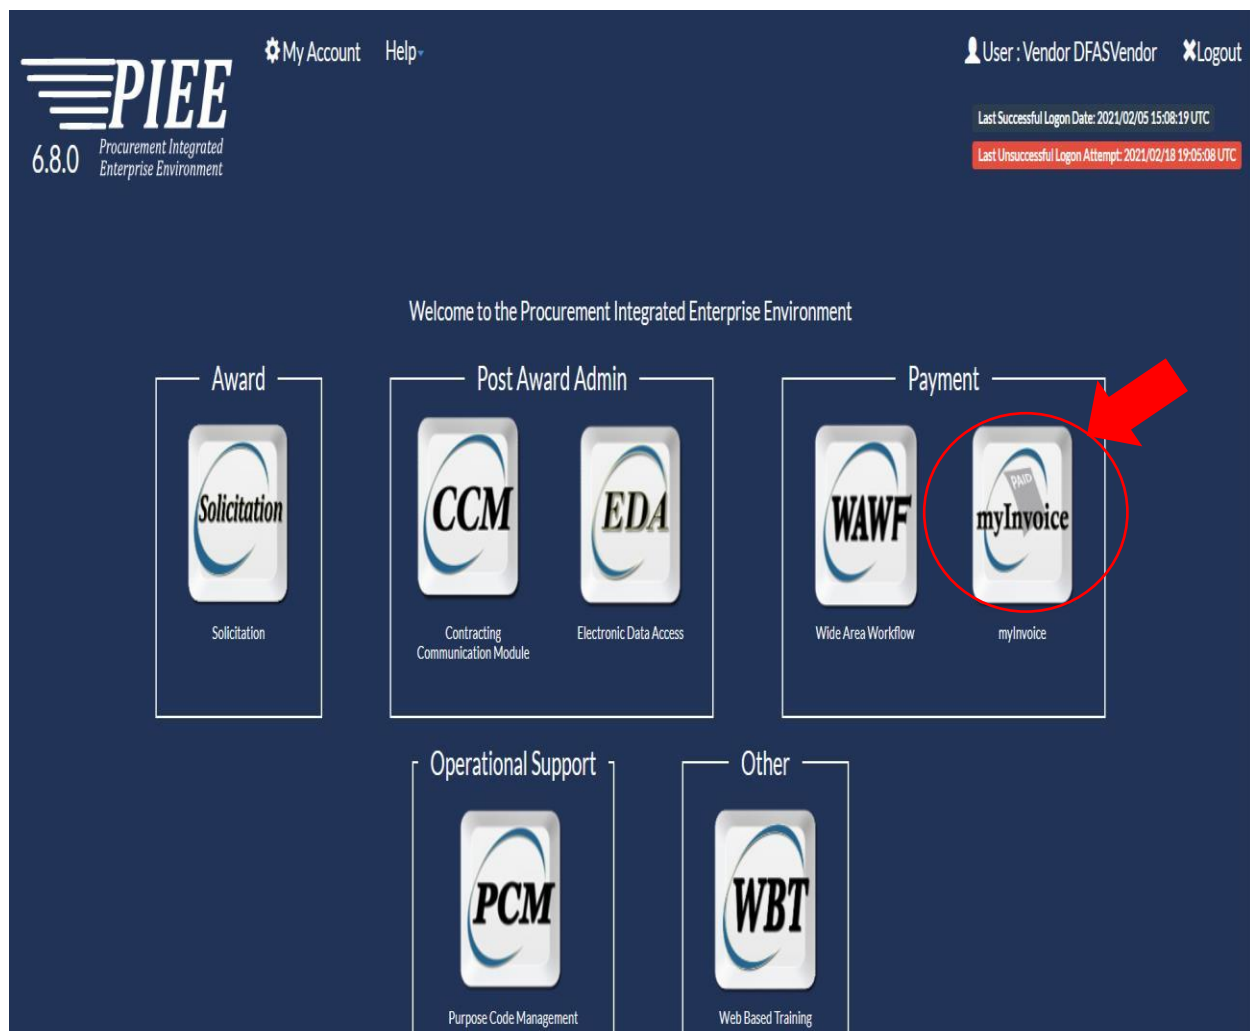 My Account Help
User : Vendor DFASVendor Logout
PIEE
6.8.0
Procurement Integrated
Enterprise Environment
Last Successful Logon Date: 2021/02/05 15:08:19 UTC
Last Unsuccessful Logon Attempt: 2021/02/18 19:05:08 UTC
Welcome to the Procurement Integrated Enterprise Environment
Award
Solicitation
Solicitation
Post Award Admin
CCM
Contracting
Communication Module
EDA
Electronic Data Access
Payment
WAWF
Wide Area Workflow
PAID
myInvoice
myInvoice
Operational Support
PCM
Purpose Code Management
Other
WBT
Web Based Training